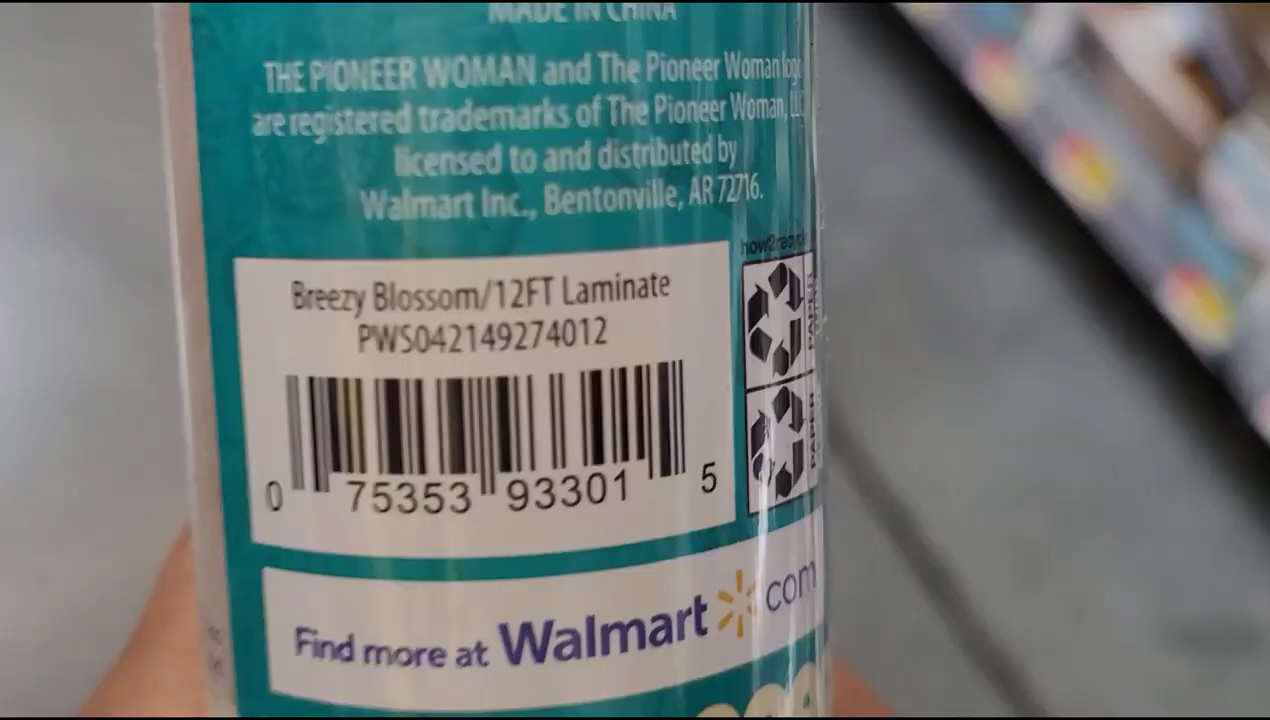 MADE IN CHINA
THE PIONEER WOMAN and The Pioneer Woman logo
are registered trademarks of The Pioneer Woman, LLC
licensed to and distributed by
Walmart Inc., Bentonville, AR 72716.
how2recycle
Breezy Blossom/12FT Laminate
PWS042149274012
PAPER
PAPER
0 75353 93301 5
Find more at Walmart com